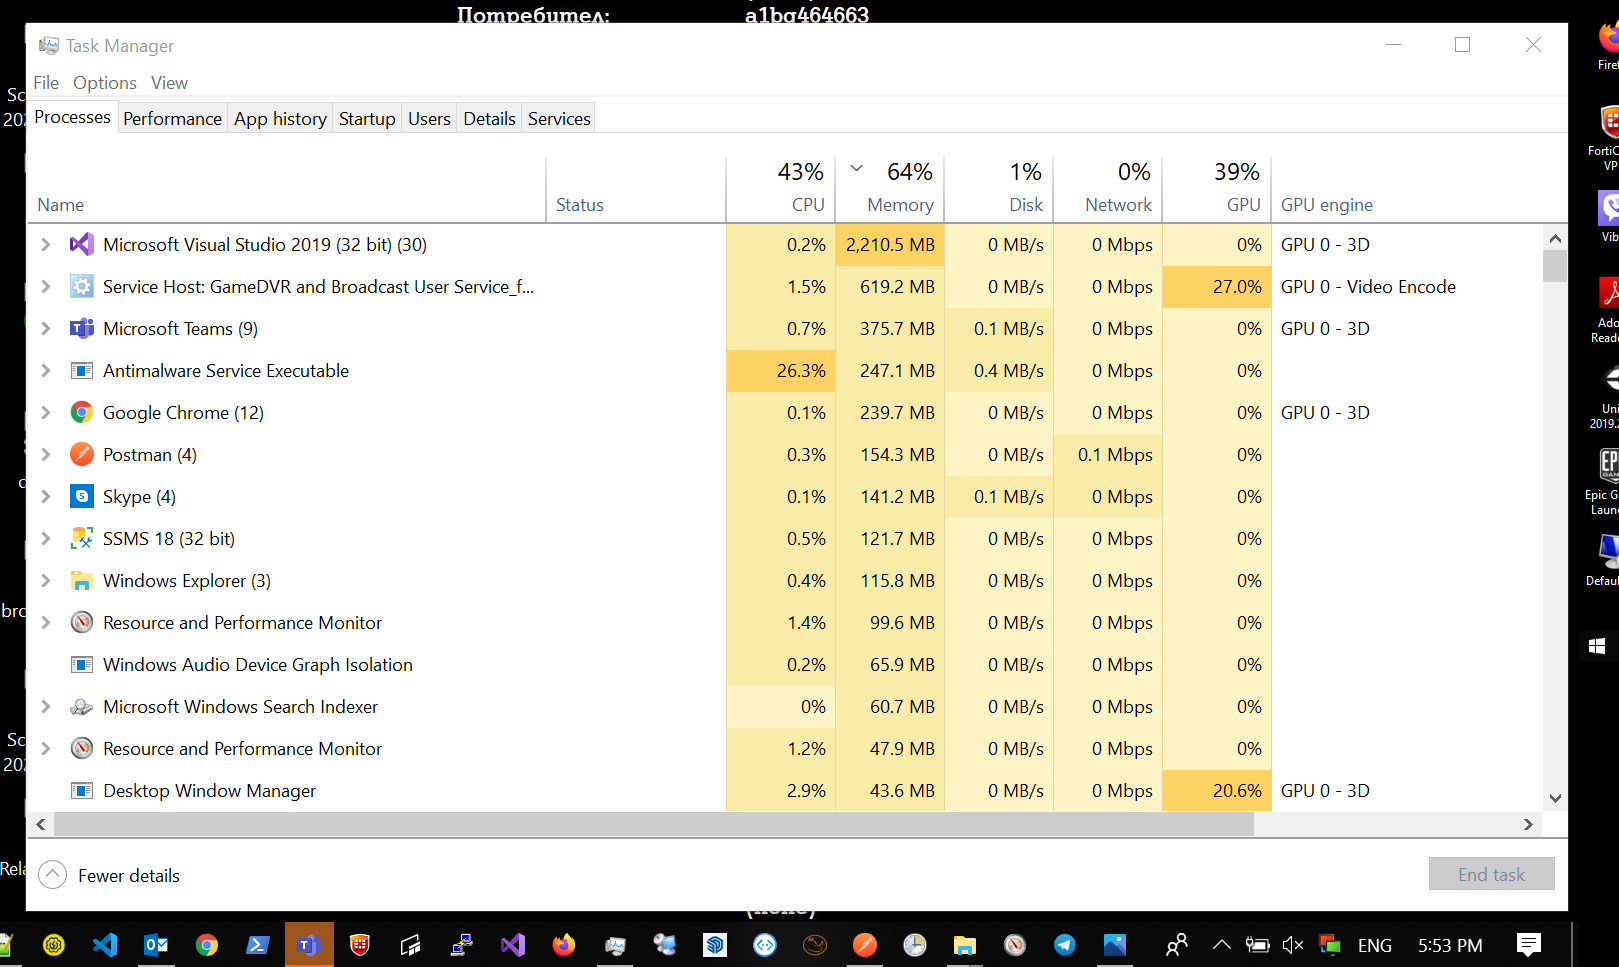 Потребител: a1bg464663
Task Manager
File Options View
Processes Performance App history Startup Users Details Services
43% 64% 1% 0% 39%
Name Status CPU Memory Disk Network GPU GPU engine
Microsoft Visual Studio 2019 (32 bit) (30) 0.2% 2,210.5 MB 0 MB/s 0 Mbps 0% GPU 0 - 3D
Service Host: GameDVR and Broadcast User Service_f... 1.5% 619.2 MB 0 MB/s 0 Mbps 27.0% GPU 0 - Video Encode
Microsoft Teams (9) 0.7% 375.7 MB 0.1 MB/s 0 Mbps 0% GPU 0 - 3D
Antimalware Service Executable 26.3% 247.1 MB 0.4 MB/s 0 Mbps 0%
Google Chrome (12) 0.1% 239.7 MB 0 MB/s 0 Mbps 0% GPU 0 - 3D
Postman (4) 0.3% 154.3 MB 0 MB/s 0.1 Mbps 0%
Skype (4) 0.1% 141.2 MB 0.1 MB/s 0 Mbps 0%
SSMS 18 (32 bit) 0.5% 121.7 MB 0 MB/s 0 Mbps 0%
Windows Explorer (3) 0.4% 115.8 MB 0 MB/s 0 Mbps 0%
Resource and Performance Monitor 1.4% 99.6 MB 0 MB/s 0 Mbps 0%
Windows Audio Device Graph Isolation 0.2% 65.9 MB 0 MB/s 0 Mbps 0%
Microsoft Windows Search Indexer 0% 60.7 MB 0 MB/s 0 Mbps 0%
Resource and Performance Monitor 1.2% 47.9 MB 0 MB/s 0 Mbps 0%
Desktop Window Manager 2.9% 43.6 MB 0 MB/s 0 Mbps 20.6% GPU 0 - 3D
Fewer details End task
(none)
ENG 5:53 PM
Sc
202
bro
Sc
202
Rela
Firef
FortiC
VP
Vib
Ado
Reade
Uni
2019.2
Epic G
Laun
Defaul